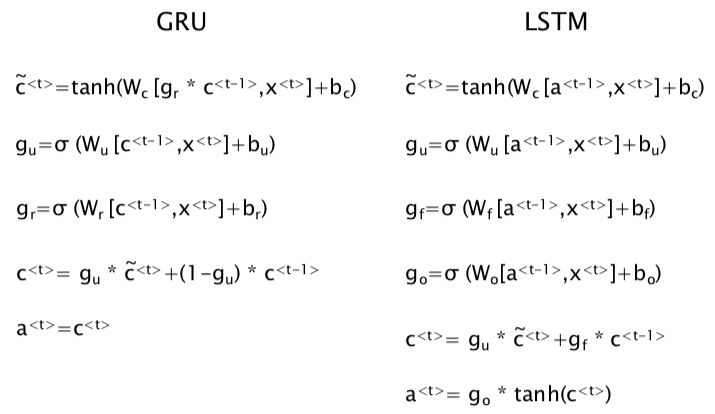 GRU
c̃<t>=tanh(Wc [gr * c<t-1>,x<t>]+bc)
gu=σ (Wu [c<t-1>,x<t>]+bu)
gr=σ (Wr [c<t-1>,x<t>]+br)
c<t>= gu * c̃<t>+(1-gu) * c<t-1>
a<t>=c<t>
LSTM
c̃<t>=tanh(Wc [a<t-1>,x<t>]+bc)
gu=σ (Wu [a<t-1>,x<t>]+bu)
gf=σ (Wf [a<t-1>,x<t>]+bf)
go=σ (Wo[a<t-1>,x<t>]+bo)
c<t>= gu * c̃<t>+gf * c<t-1>
a<t>= go * tanh(c<t>)